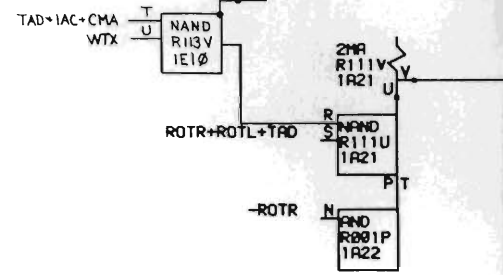 TAD+IAC+CMA T
WTX U
NAND
R113V
1E10
2MA
R111V
1A21
V
U
R
ROTR+ROTL+TAD S
NAND
R111U
1A21
P T
-ROTR N
AND
R001P
1A22